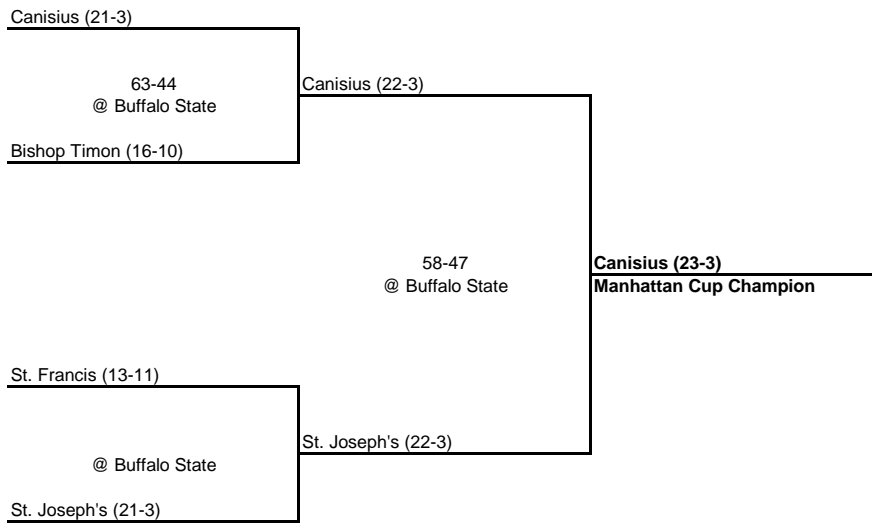 Canisius (21-3)
63-44
@ Buffalo State
Canisius (22-3)
Bishop Timon (16-10)
58-47
@ Buffalo State
Canisius (23-3)
Manhattan Cup Champion
St. Francis (13-11)
St. Joseph's (22-3)
@ Buffalo State
St. Joseph's (21-3)